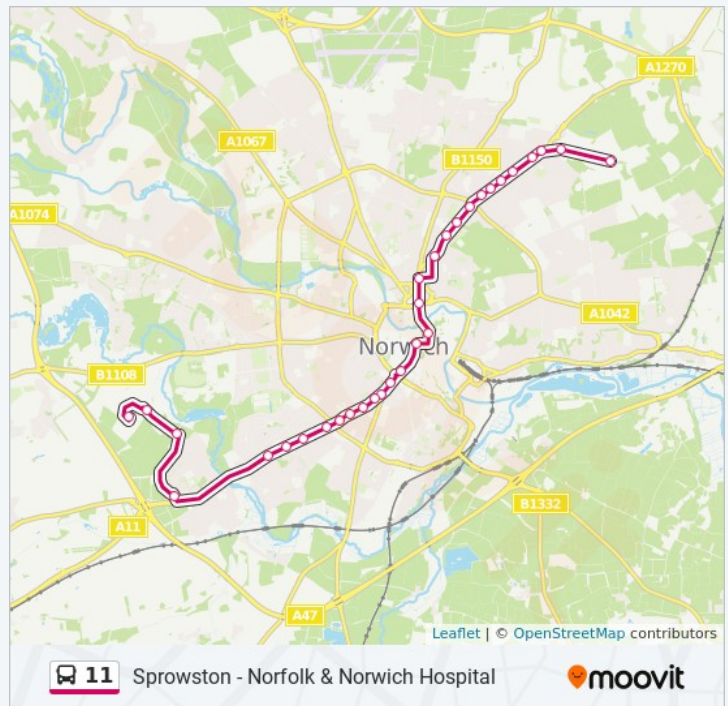 A1270
A1067
B1150
A1074
A1042
Norwich
B1108
B1332
A11
A47
Leaflet | © OpenStreetMap contributors
11 Sprowston - Norfolk & Norwich Hospital
moovit